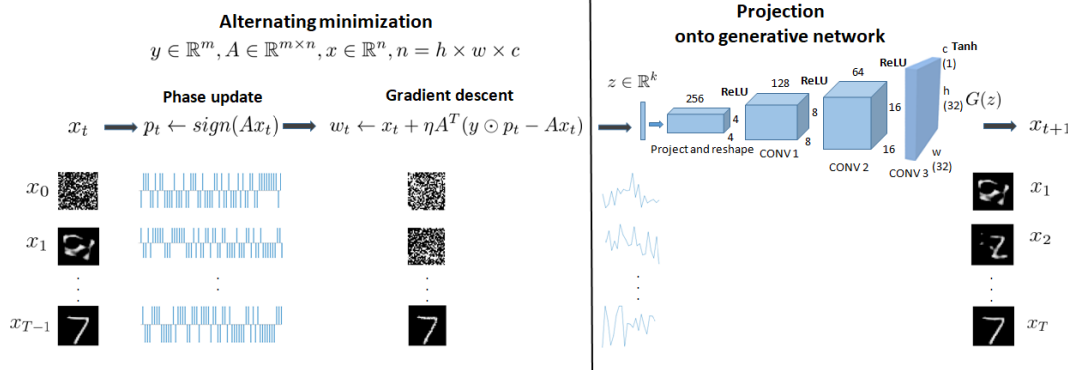 Alternating minimization
y ∈ ℝ^m, A ∈ ℝ^{m×n}, x ∈ ℝ^n, n = h × w × c
Phase update
Gradient descent
x_t
p_t ← sign(Ax_t)
w_t ← x_t + ηA^T(y ⊙ p_t − Ax_t)
x_0
x_1
x_{T−1}
Projection
onto generative network
z ∈ ℝ^k
256
ReLU
128
ReLU
64
ReLU
c Tanh
(1)
4
4
8
8
16
16
h
(32)
G(z)
w
(32)
Project and reshape
CONV 1
CONV 2
CONV 3
x_{t+1}
x_1
x_2
x_T